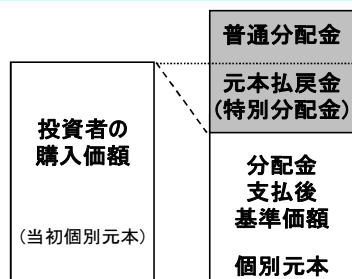 投資者の
購入価額
(当初個別元本)
普通分配金
元本払戻金
(特別分配金)
分配金
支払後
基準価額
個別元本